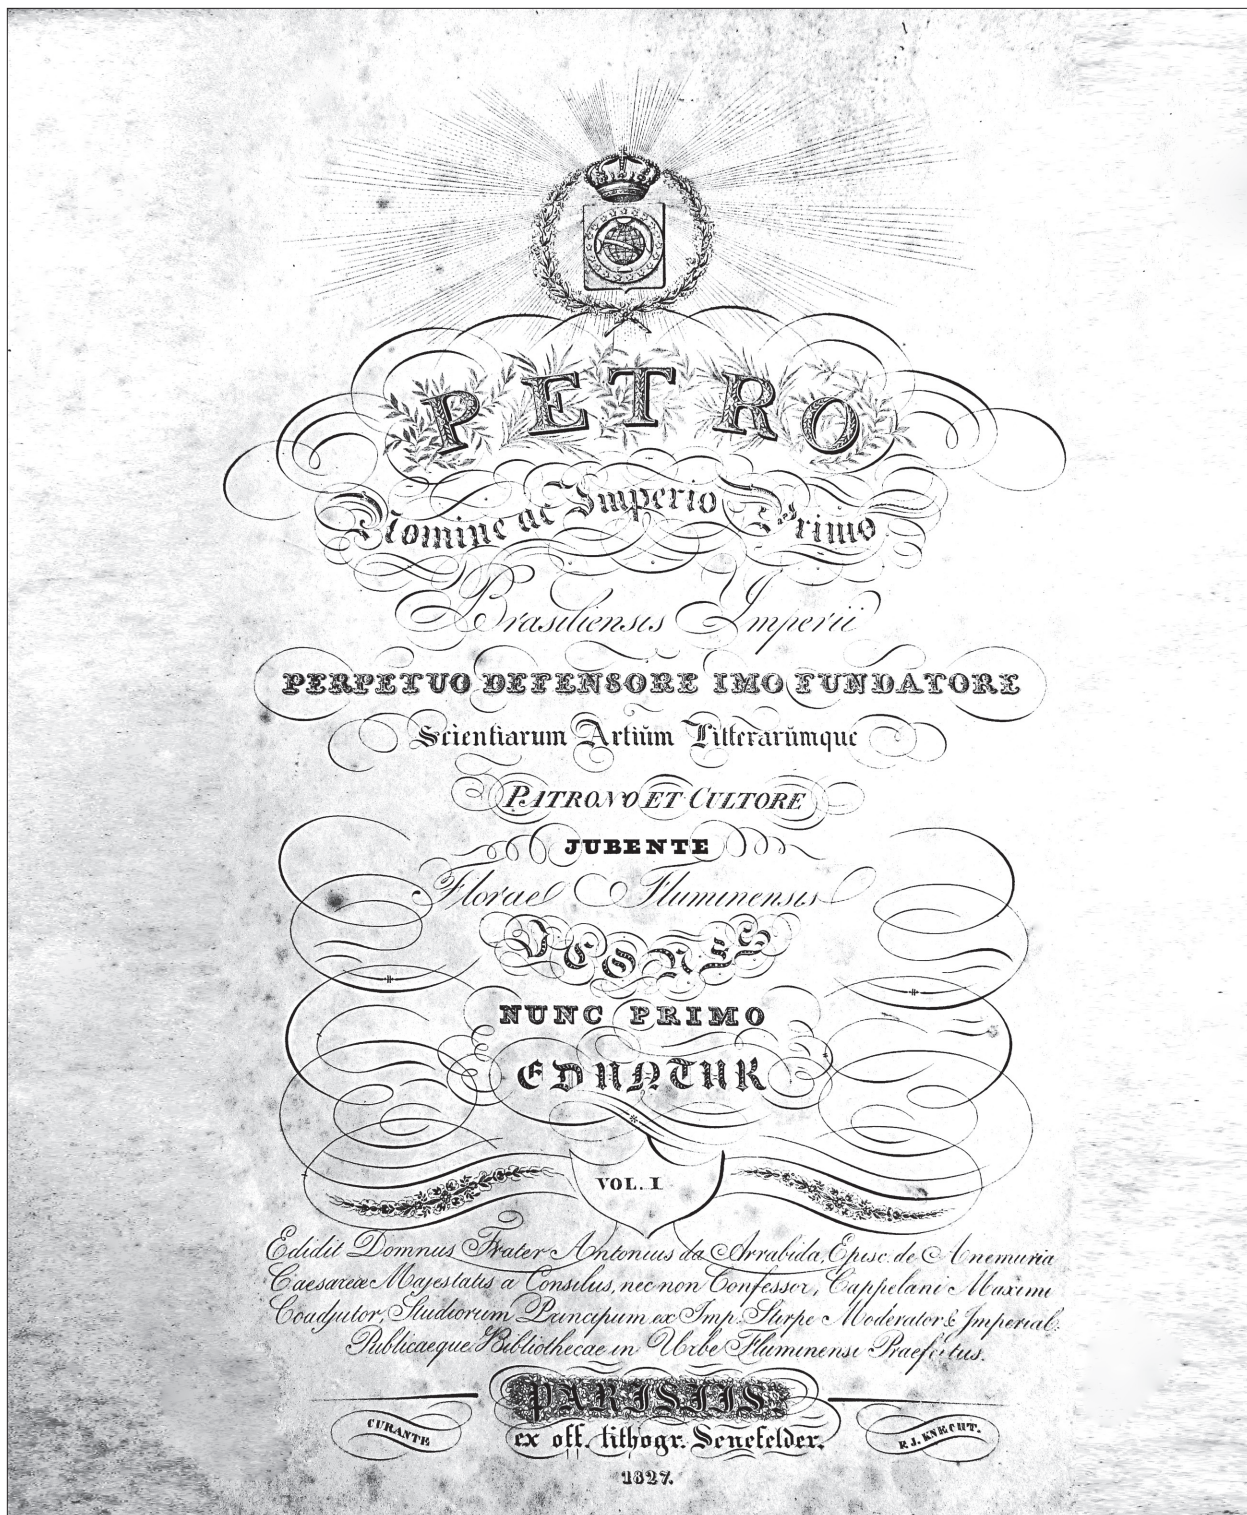 PETRO
Nomine ac Imperio Primo
Brasiliensis Imperii
PERPETUO DEFENSORE IMO FUNDATORE
Scientiarum Artiûm Litterarûmque
PATRONO ET CULTORE
JUBENTE
Florae Fluminensis
ICONES
NUNC PRIMO
EDUNTUR
VOL. I
Edidit Domnus Frater Antonius da Arrabida, Episc. de Anemuria
Caesareæ Majestatis a Consilus, nec non Confessor, Cappelani Maximi
Coadjutor, Studiorum Principum ex Imp. Stirpe Moderator & Imperial.
Publicaeque Bibliothecae in Urbe Fluminensi Praefectus.
PARISIIS.
CURANTE
ex off. lithogr. Senefelder.
P. J. KNECHT.
1827.